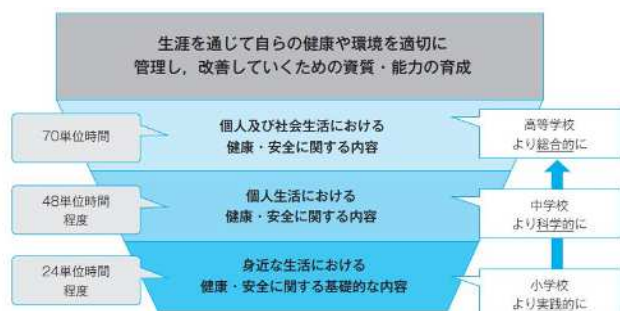 生涯を通じて自らの健康や環境を適切に
管理し，改善していくための資質・能力の育成
70単位時間
個人及び社会生活における
健康・安全に関する内容
高等学校
より総合的に
48単位時間
程度
個人生活における
健康・安全に関する内容
中学校
より科学的に
24単位時間
程度
身近な生活における
健康・安全に関する基礎的な内容
小学校
より実践的に